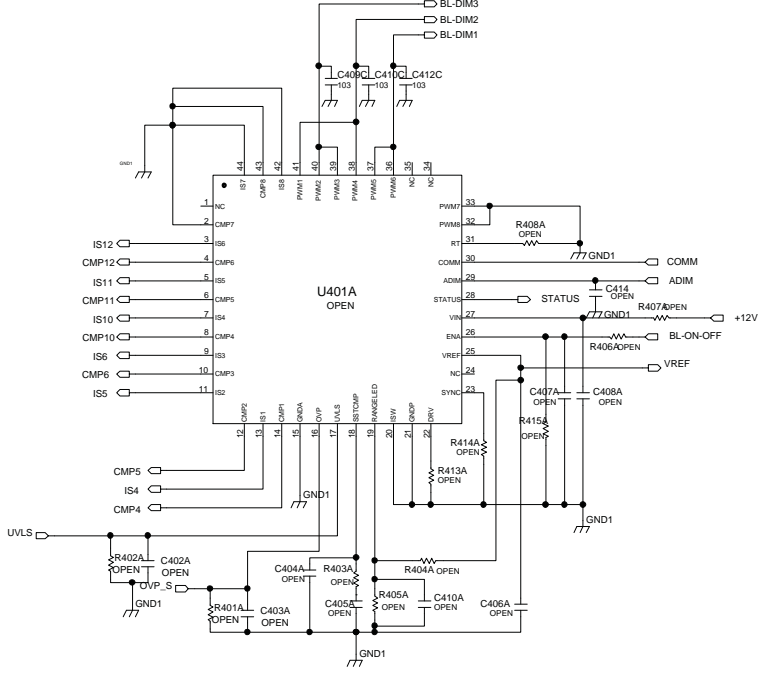 BL-DIM3
BL-DIM2
BL-DIM1
C409C
103
C410C
103
C412C
103
GND1
44
43
42
41
40
39
38
37
36
35
34
IS7
CMP8
IS8
PWM1
PWM2
PWM3
PWM4
PWM5
PWM6
NC
NC
1 NC
2 CMP7
IS12 3 IS6
CMP12 4 CMP6
IS11 5 IS5
CMP11 6 CMP5
IS10 7 IS4
CMP10 8 CMP4
IS6 9 IS3
CMP6 10 CMP3
IS5 11 IS2
U401A
OPEN
PWM7 33
PWM8 32
RT 31
R408A
OPEN
GND1
COMM 30 COMM
ADIM 29 ADIM
STATUS 28 STATUS
C414
OPEN
GND1
VIN 27
R407A OPEN
+12V
ENA 26
R406A OPEN
BL-ON-OFF
VREF 25 VREF
NC 24
SYNC 23
C407A
OPEN
C408A
OPEN
R415A
OPEN
R414A
OPEN
R413A
OPEN
GND1
CMP2
IS1
CMP1
GNDA
OVP
UVLS
SSTCMP
RANGELED
ISW
GNDP
DRV
12
13
14
15
16
17
18
19
20
21
22
CMP5
IS4
CMP4
GND1
UVLS
R402A
OPEN
C402A
OPEN
GND1
OVP_S
R401A
OPEN
C403A
OPEN
C404A
OPEN
R403A
OPEN
C405A
OPEN
R404A OPEN
R405A
OPEN
C410A
OPEN
C406A
OPEN
GND1